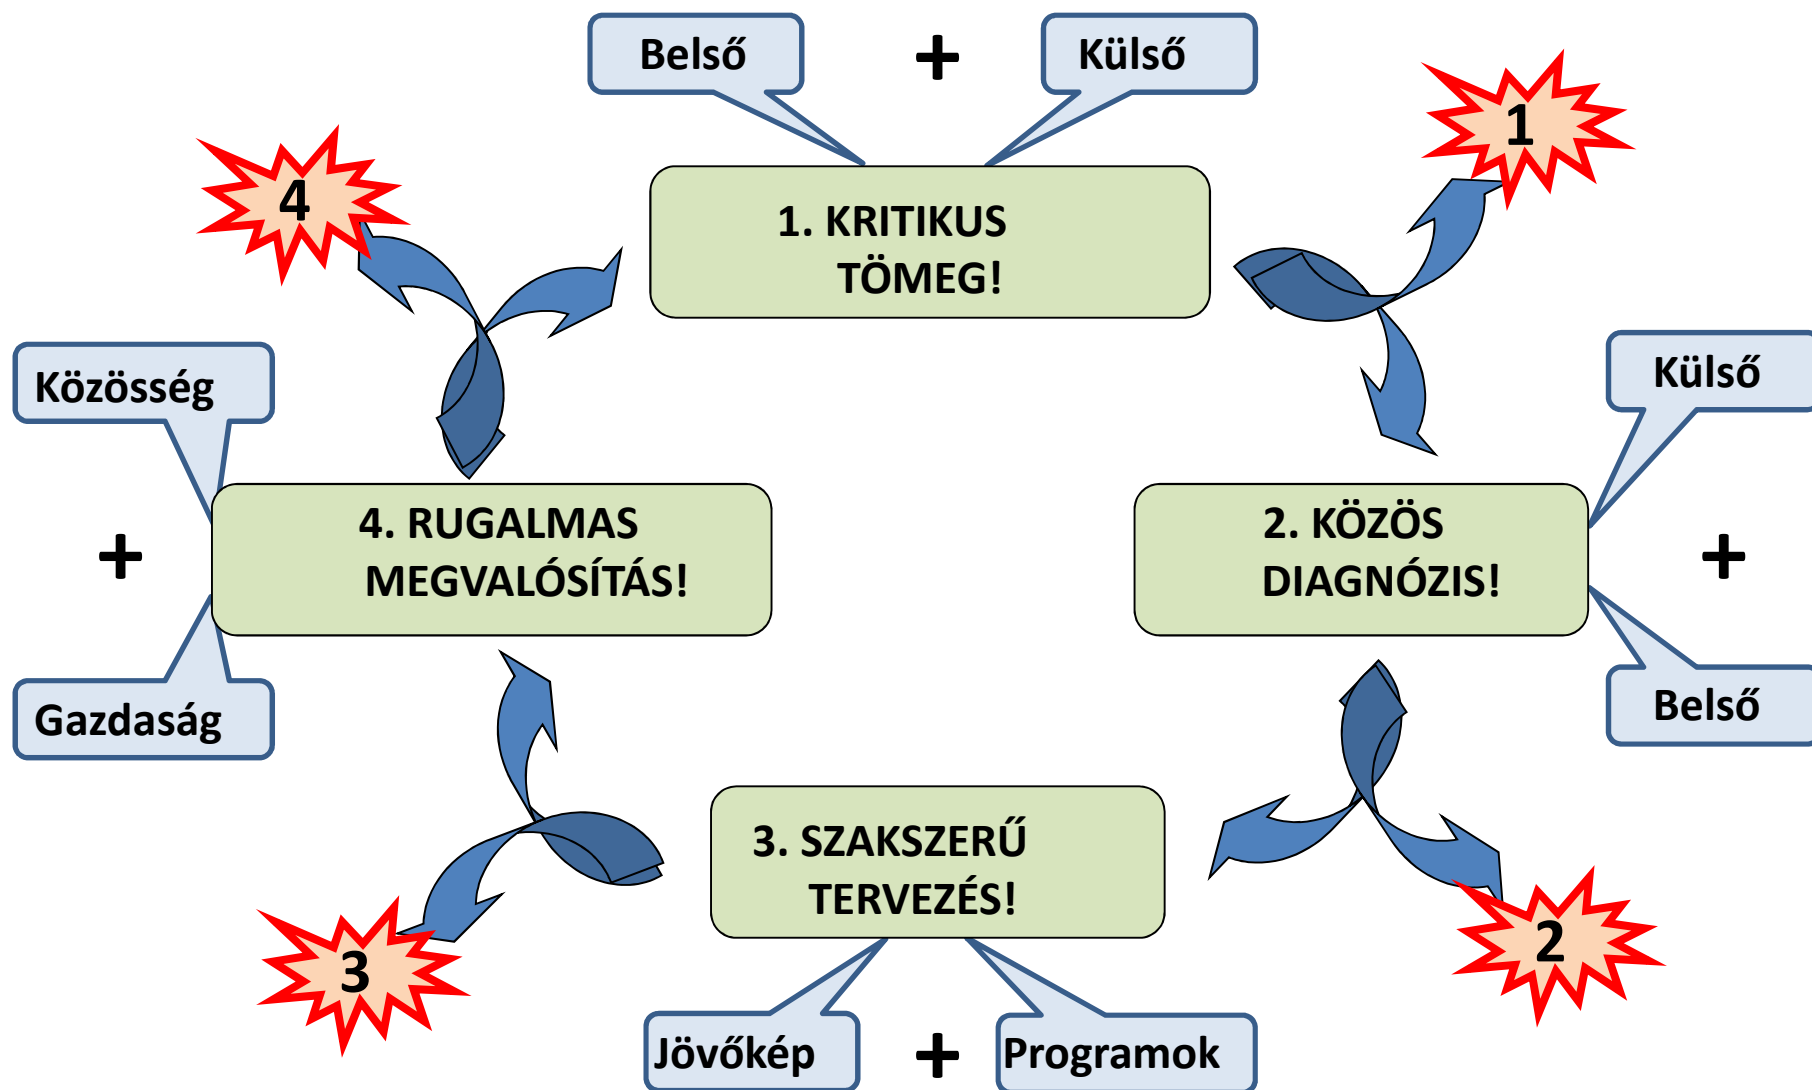 Belső + Külső
1
4
1. KRITIKUS
TÖMEG!
Közösség
Külső
4. RUGALMAS
MEGVALÓSÍTÁS!
+
2. KÖZÖS
DIAGNÓZIS!
+
Gazdaság
Belső
3. SZAKSZERŰ
TERVEZÉS!
3
2
Jövőkép + Programok